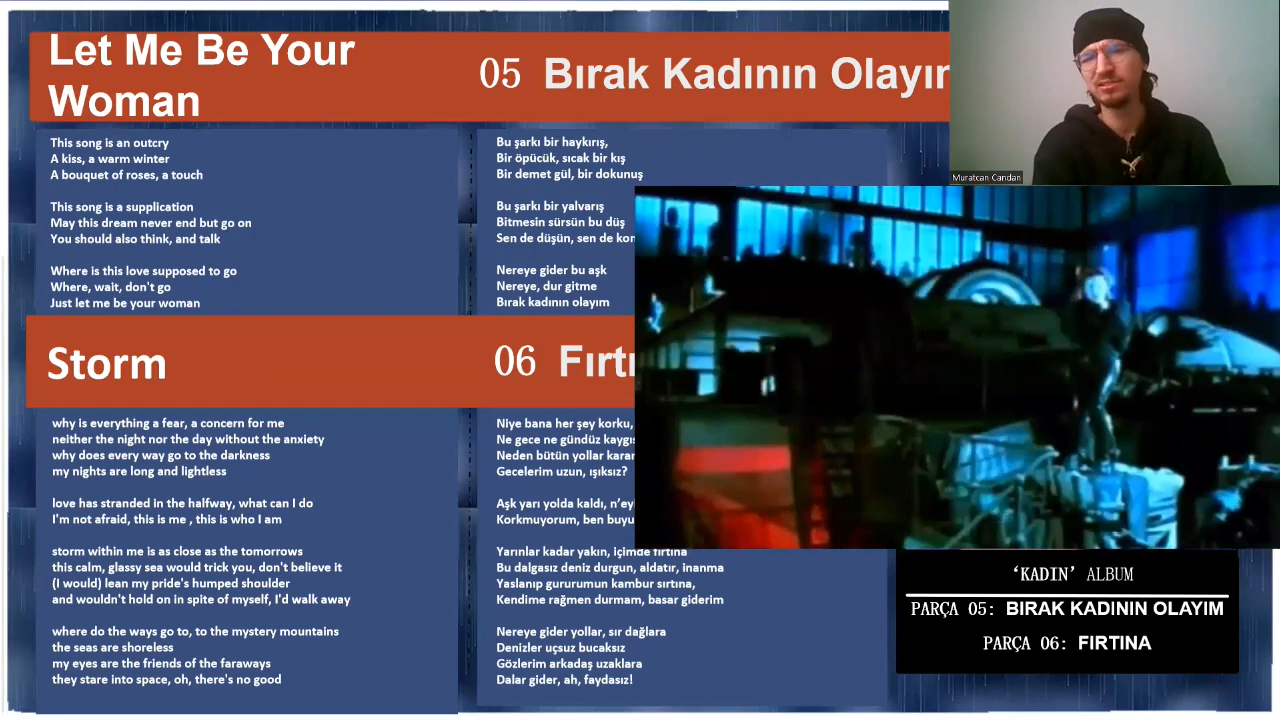 Let Me Be Your
Woman
05 Bırak Kadının Olayır
This song is an outcry
A kiss, a warm winter
A bouquet of roses, a touch
This song is a supplication
May this dream never end but go on
You should also think, and talk
Where is this love supposed to go
Where, wait, don't go
Just let me be your woman
Bu şarkı bir haykırış,
Bir öpücük, sıcak bir kış
Bir demet gül, bir dokunuş
Bu şarkı bir yalvarış
Bitmesin sürsün bu düş
Sen de düşün, sen de kon
Nereye gider bu aşk
Nereye, dur gitme
Bırak kadının olayım
Muratcan Candan
Storm
06 Fırt
why is everything a fear, a concern for me
neither the night nor the day without the anxiety
why does every way go to the darkness
my nights are long and lightless
love has stranded in the halfway, what can I do
I'm not afraid, this is me , this is who I am
storm within me is as close as the tomorrows
this calm, glassy sea would trick you, don't believe it
(I would) lean my pride's humped shoulder
and wouldn't hold on in spite of myself, I'd walk away
where do the ways go to, to the mystery mountains
the seas are shoreless
my eyes are the friends of the faraways
they stare into space, oh, there's no good
Niye bana her şey korku,
Ne gece ne gündüz kaygıs
Neden bütün yollar karar
Gecelerim uzun, ışıksız?
Aşk yarı yolda kaldı, n'ey
Korkmuyorum, ben buyu
Yarınlar kadar yakın, içimde fırtına
Bu dalgasız deniz durgun, aldatır, inanma
Yaslanıp gururumun kambur sırtına,
Kendime rağmen durmam, basar giderim
Nereye gider yollar, sır dağlara
Denizler uçsuz bucaksız
Gözlerim arkadaş uzaklara
Dalar gider, ah, faydasız!
‘KADIN’ ALBUM
PARÇA 05: BIRAK KADININ OLAYIM
PARÇA 06: FIRTINA